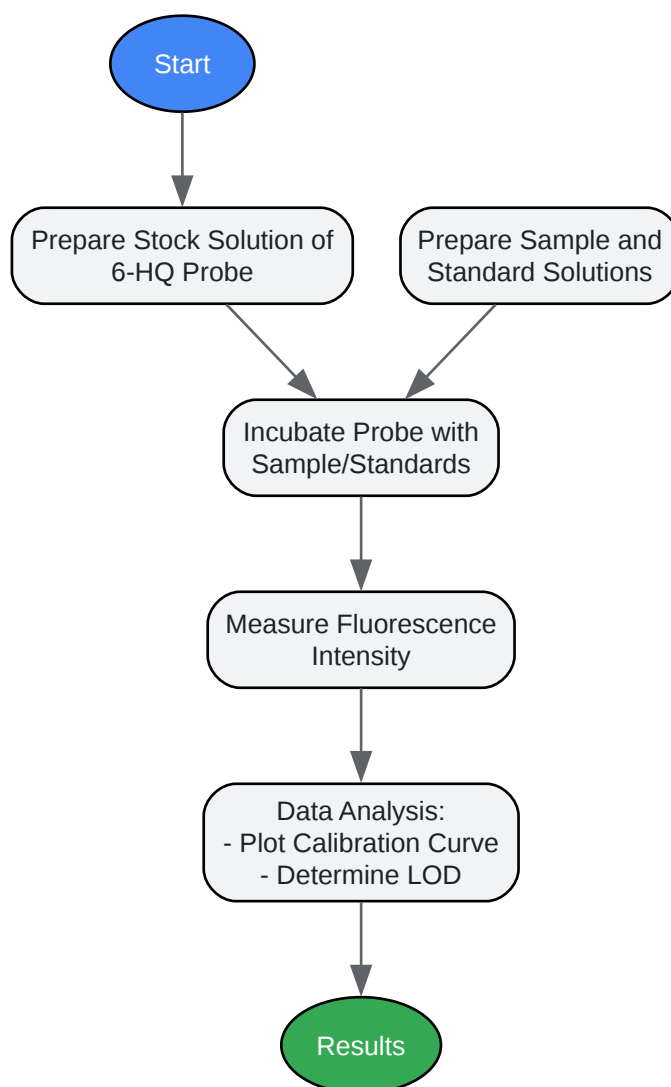 Start
Prepare Stock Solution of
6-HQ Probe
Prepare Sample and
Standard Solutions
Incubate Probe with
Sample/Standards
Measure Fluorescence
Intensity
Data Analysis:
- Plot Calibration Curve
- Determine LOD
Results